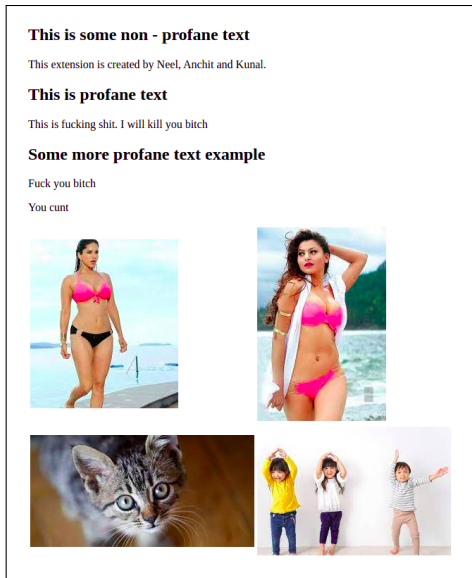 This is some non - profane text
This extension is created by Neel, Anchit and Kunal.
This is profane text
This is fucking shit. I will kill you bitch
Some more profane text example
Fuck you bitch
You cunt